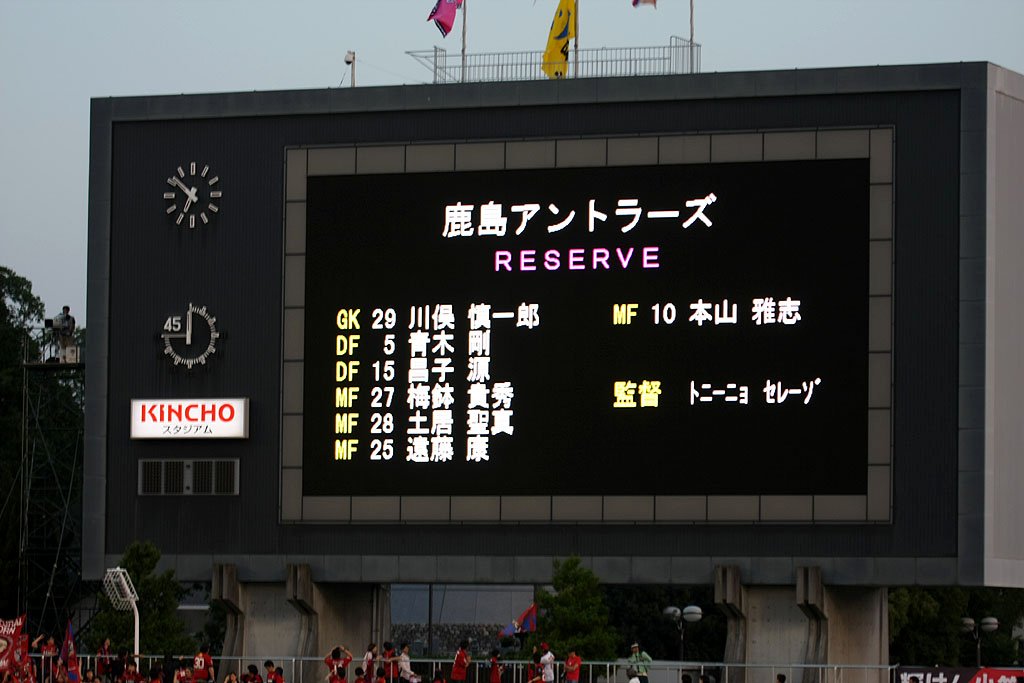 鹿島アントラーズ
RESERVE
GK 29 川俣 慎一郎
DF 5 青木 剛
DF 15 昌子 源
MF 27 梅鉢 貴秀
MF 28 土居 聖真
MF 25 遠藤 康
MF 10 本山 雅志
監督 トニーニョ セレーゾ
45
KINCHO
スタジアム